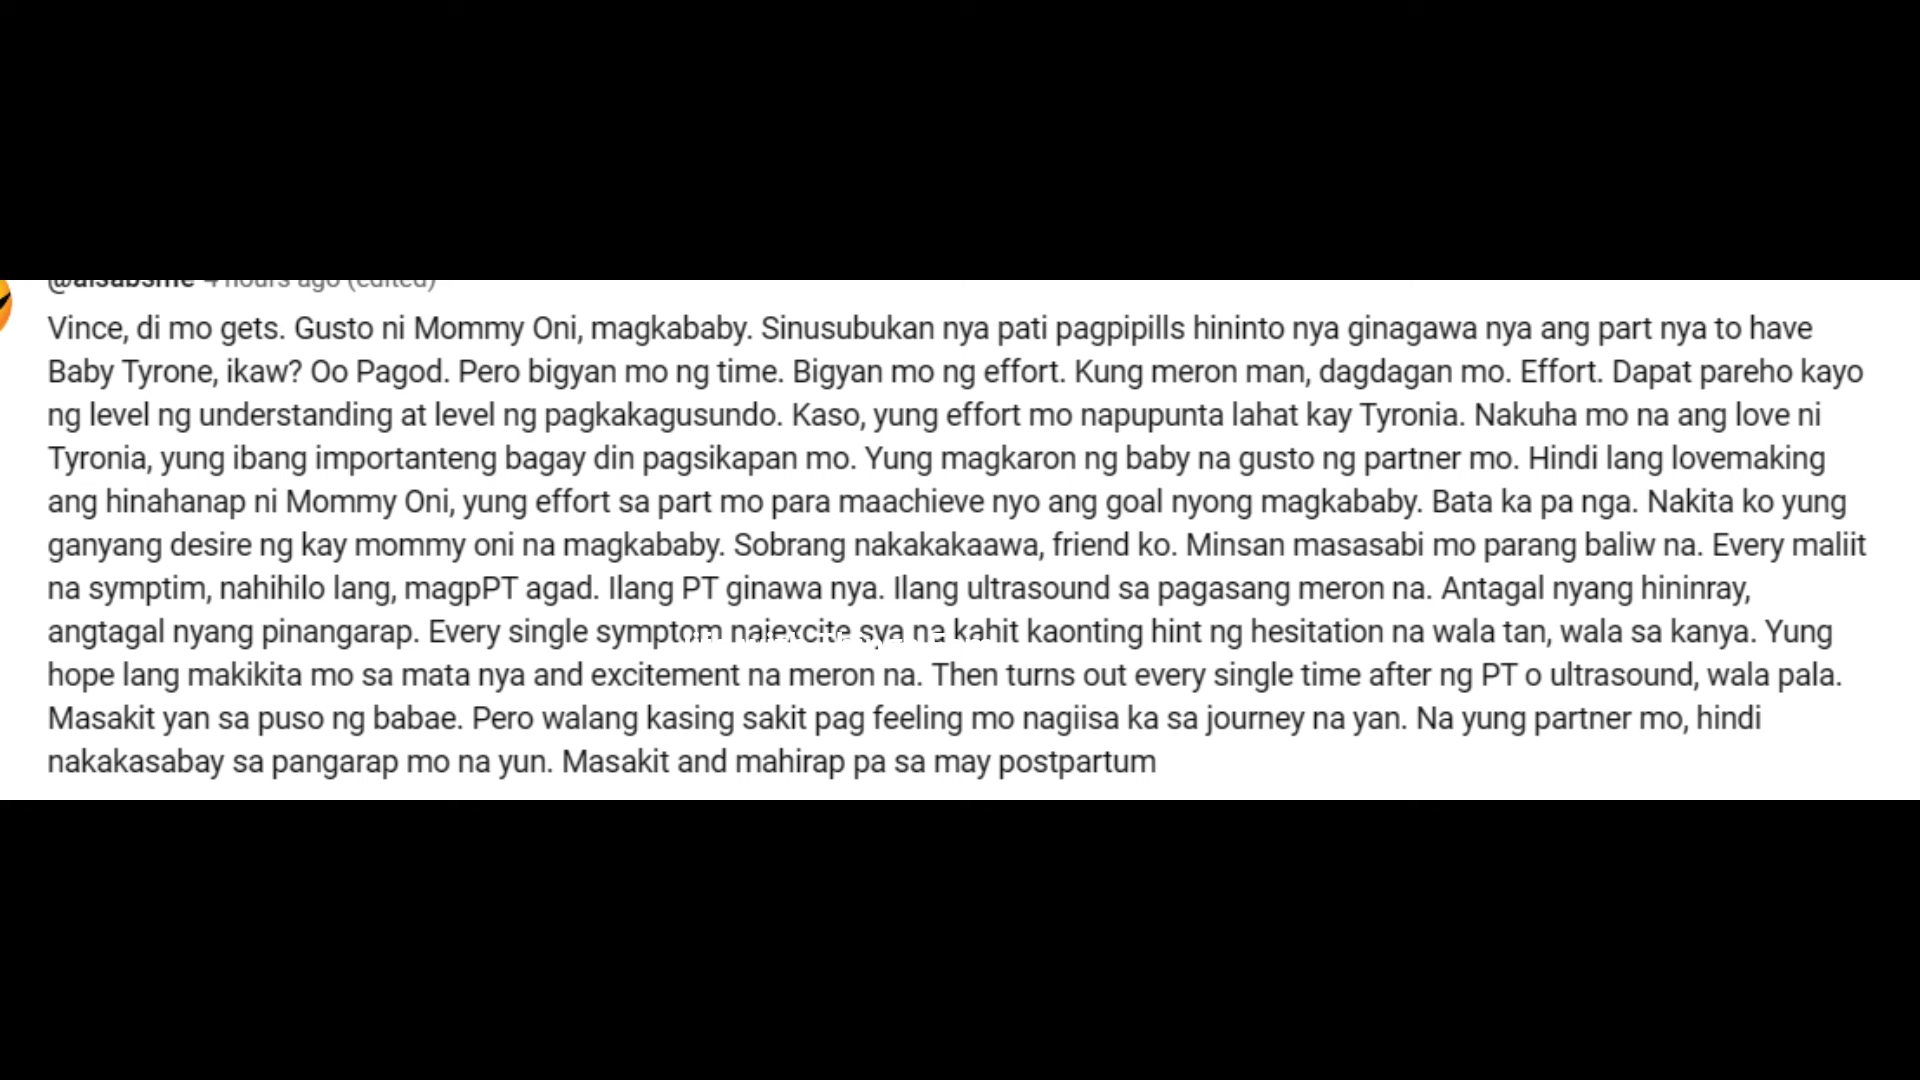 4 hours ago (edited)
Vince, di mo gets. Gusto ni Mommy Oni, magkababy. Sinusubukan nya pati pagpipills hininto nya ginagawa nya ang part nya to have
Baby Tyrone, ikaw? Oo Pagod. Pero bigyan mo ng time. Bigyan mo ng effort. Kung meron man, dagdagan mo. Effort. Dapat pareho kayo
ng level ng understanding at level ng pagkakagusundo. Kaso, yung effort mo napupunta lahat kay Tyronia. Nakuha mo na ang love ni
Tyronia, yung ibang importanteng bagay din pagsikapan mo. Yung magkaron ng baby na gusto ng partner mo. Hindi lang lovemaking
ang hinahanap ni Mommy Oni, yung effort sa part mo para maachieve nyo ang goal nyong magkababy. Bata ka pa nga. Nakita ko yung
ganyang desire ng kay mommy oni na magkababy. Sobrang nakakakaawa, friend ko. Minsan masasabi mo parang baliw na. Every maliit
na symptim, nahihilo lang, magpPT agad. Ilang PT ginawa nya. Ilang ultrasound sa pagasang meron na. Antagal nyang hininray,
angtagal nyang pinangarap. Every single symptom naiexcite sya na kahit kaonting hint ng hesitation na wala tan, wala sa kanya. Yung
hope lang makikita mo sa mata nya and excitement na meron na. Then turns out every single time after ng PT o ultrasound, wala pala.
Masakit yan sa puso ng babae. Pero walang kasing sakit pag feeling mo nagiisa ka sa journey na yan. Na yung partner mo, hindi
nakakasabay sa pangarap mo na yun. Masakit and mahirap pa sa may postpartum